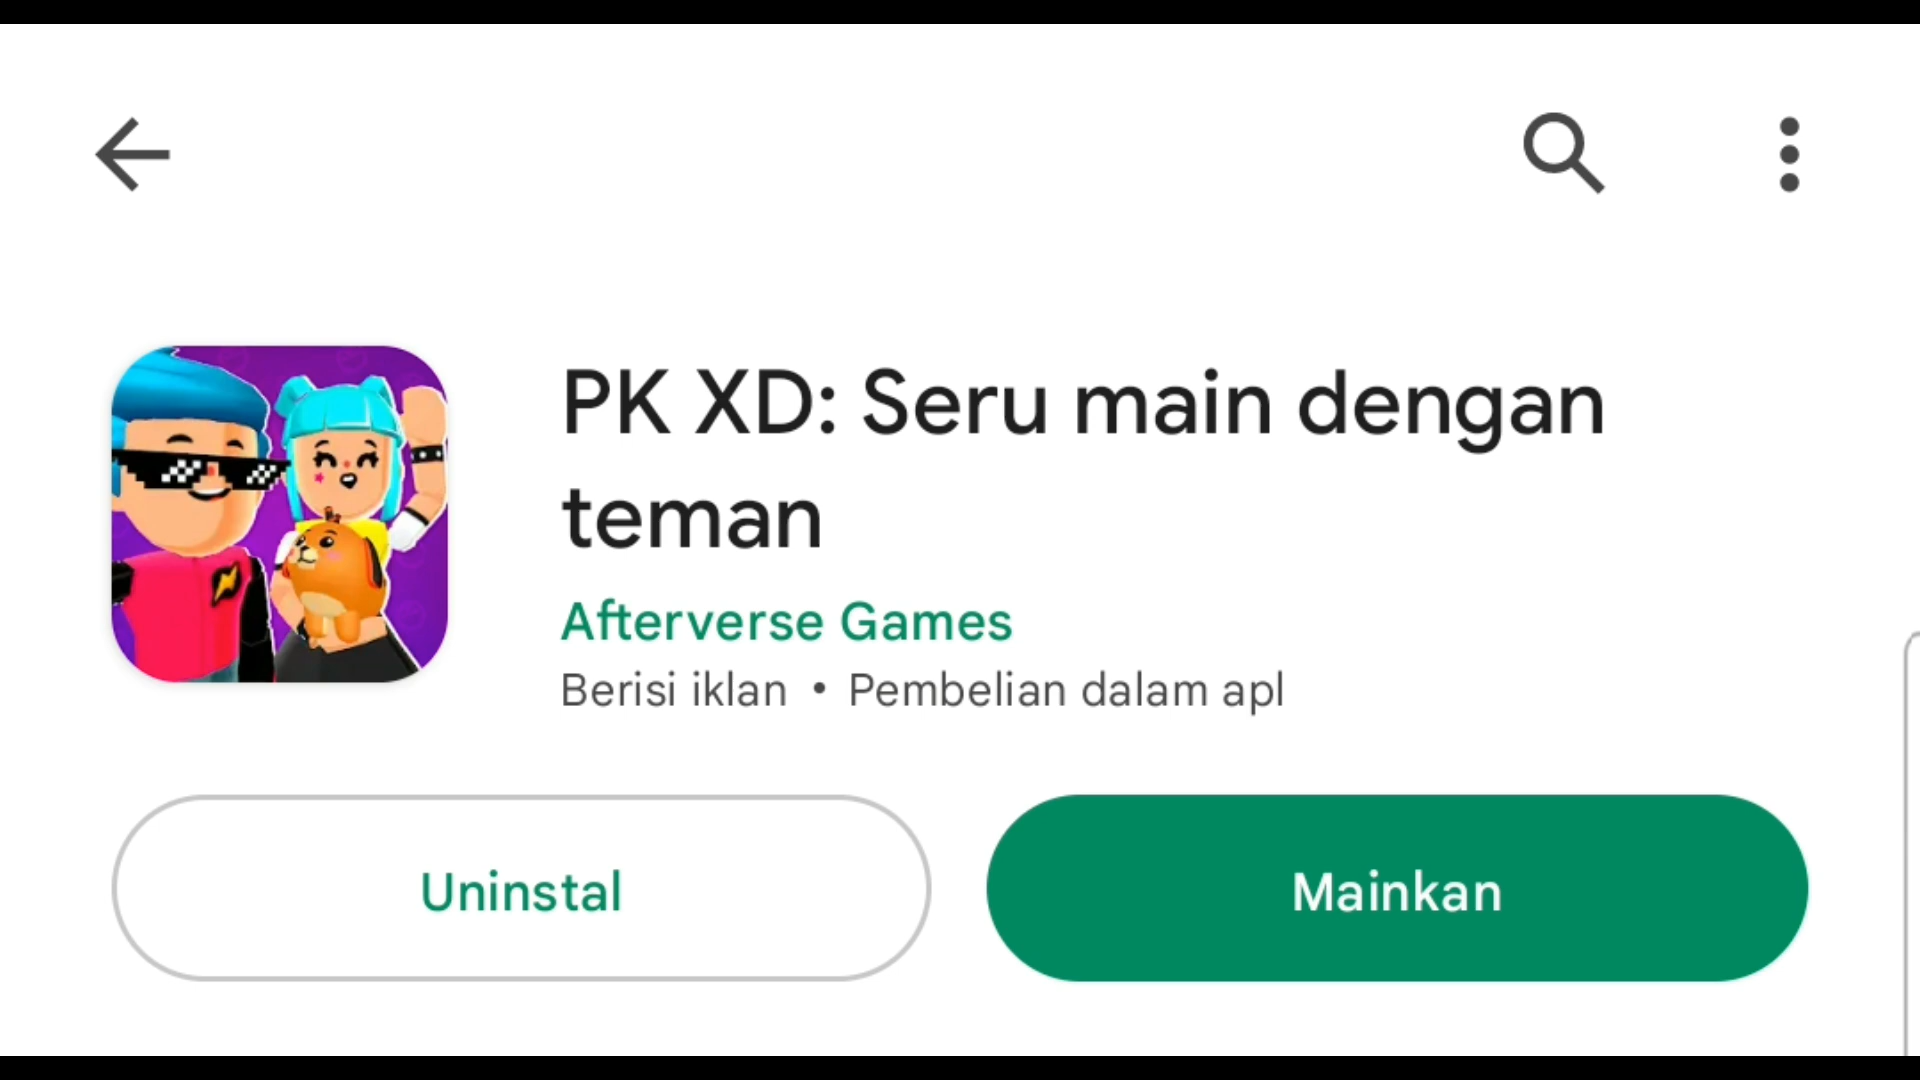 PK XD: Seru main dengan
teman
Afterverse Games
Berisi iklan • Pembelian dalam apl
Uninstal
Mainkan